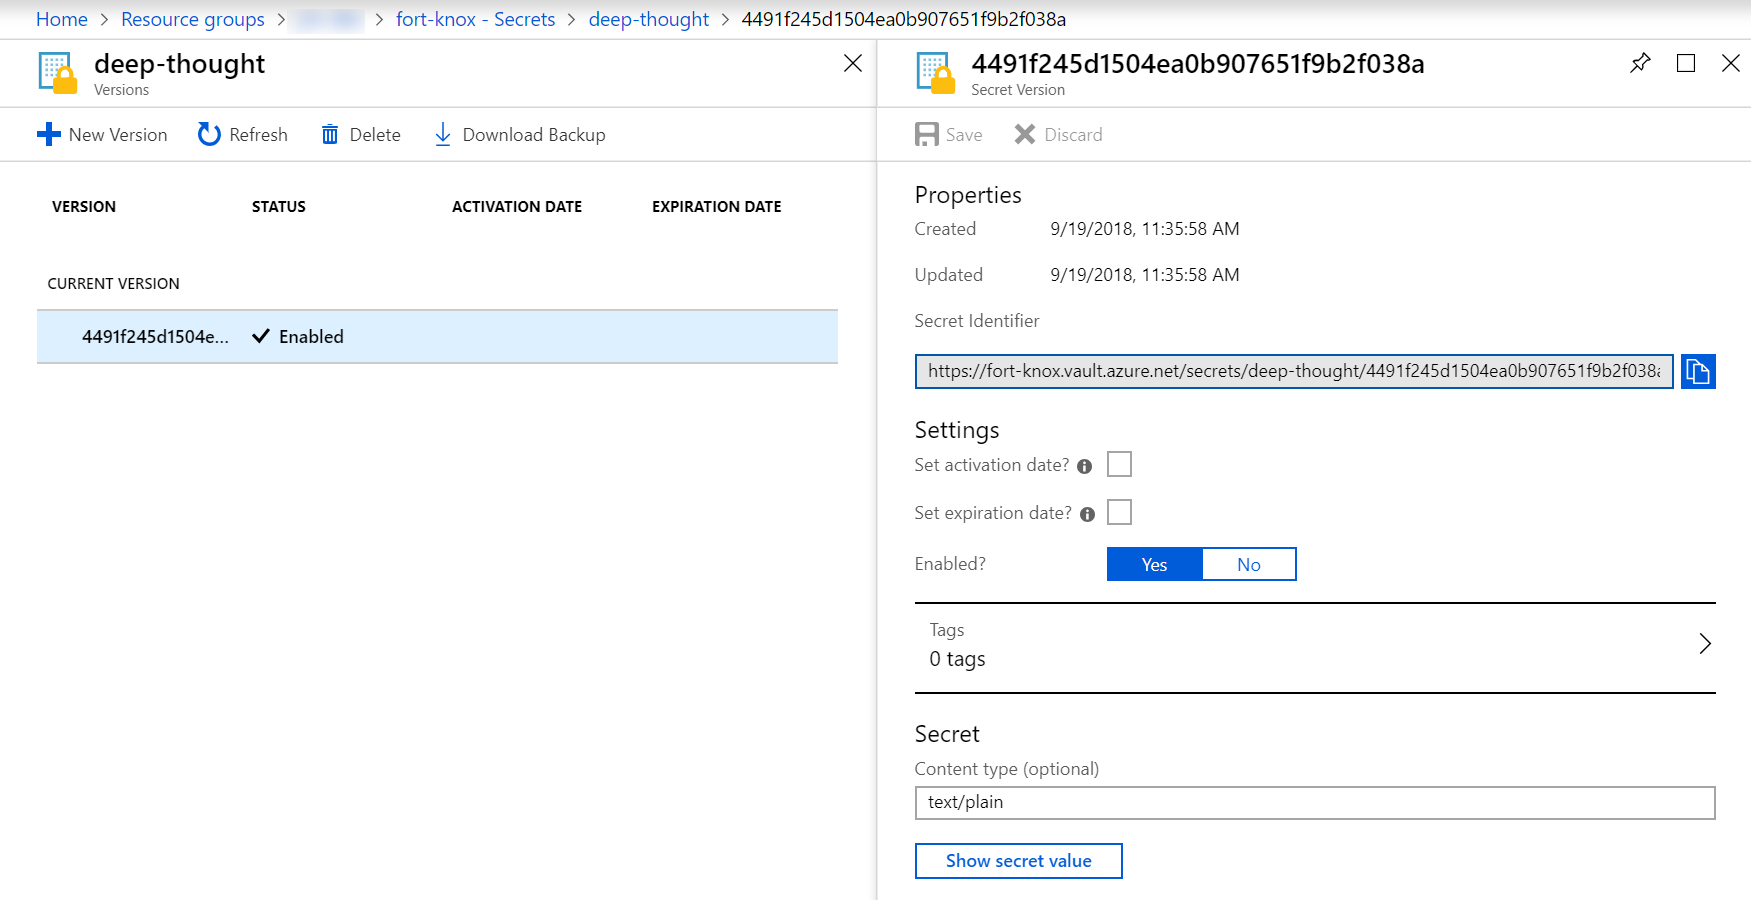 Home > Resource groups > > fort-knox - Secrets > deep-thought > 4491f245d1504ea0b907651f9b2f038a
deep-thought
Versions
New Version Refresh Delete Download Backup
VERSION STATUS ACTIVATION DATE EXPIRATION DATE
CURRENT VERSION
4491f245d1504e... Enabled
4491f245d1504ea0b907651f9b2f038a
Secret Version
Save Discard
Properties
Created 9/19/2018, 11:35:58 AM
Updated 9/19/2018, 11:35:58 AM
Secret Identifier
https://fort-knox.vault.azure.net/secrets/deep-thought/4491f245d1504ea0b907651f9b2f038a
Settings
Set activation date?
Set expiration date?
Enabled? Yes No
Tags
0 tags
Secret
Content type (optional)
text/plain
Show secret value